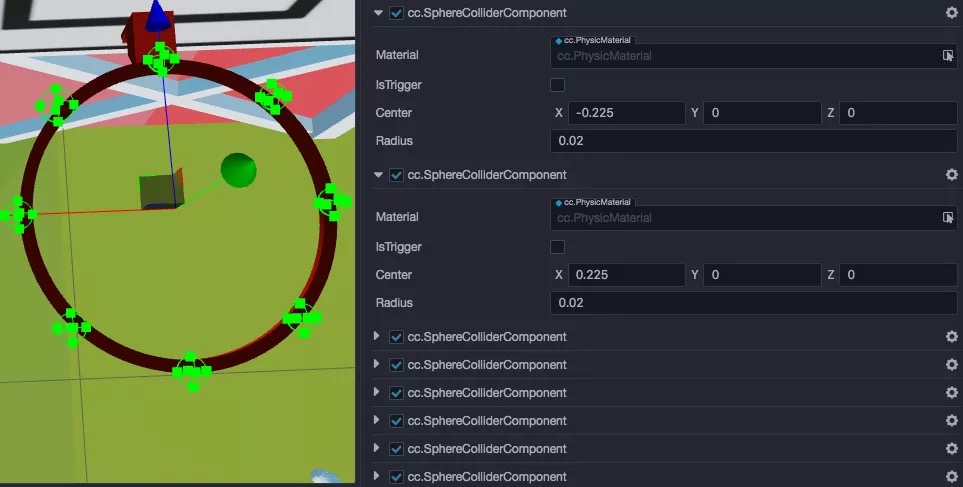 cc.SphereColliderComponent
cc.PhysicMaterial
Material cc.PhysicMaterial
IsTrigger
Center X -0.225 Y 0 Z 0
Radius 0.02
cc.SphereColliderComponent
cc.PhysicMaterial
Material cc.PhysicMaterial
IsTrigger
Center X 0.225 Y 0 Z 0
Radius 0.02
cc.SphereColliderComponent
cc.SphereColliderComponent
cc.SphereColliderComponent
cc.SphereColliderComponent
cc.SphereColliderComponent
cc.SphereColliderComponent